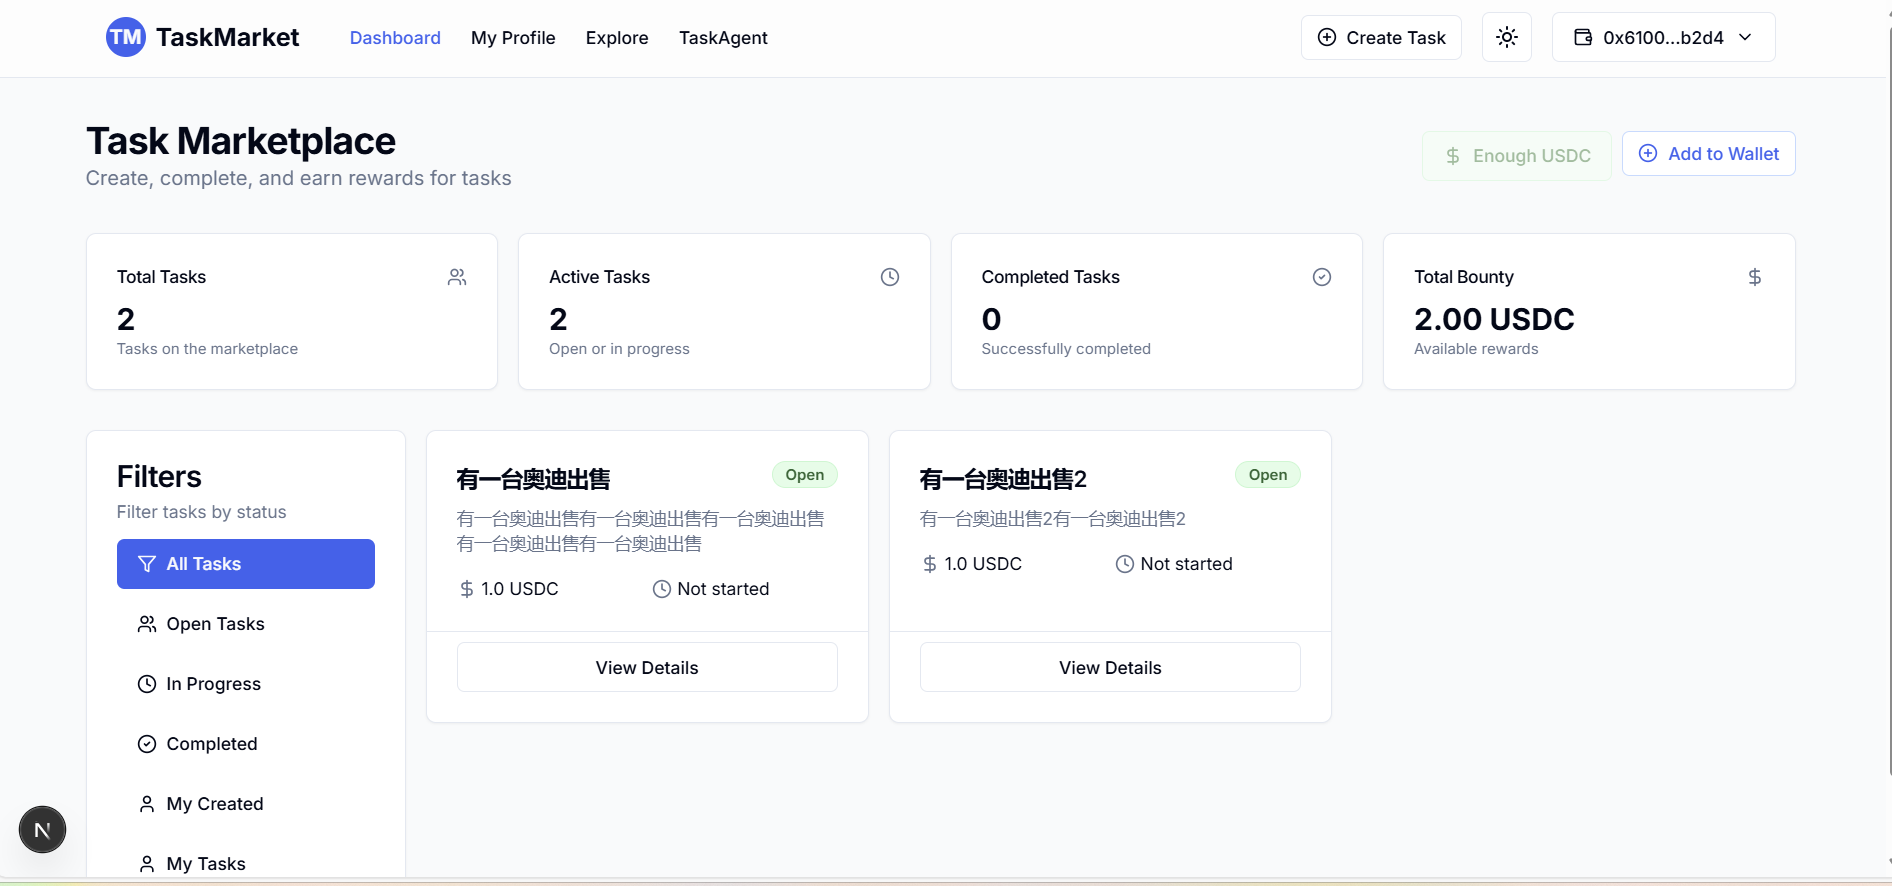 TM TaskMarket Dashboard My Profile Explore TaskAgent Create Task 0x6100...b2d4
Task Marketplace
Create, complete, and earn rewards for tasks
$ Enough USDC Add to Wallet
Total Tasks
2
Tasks on the marketplace
Active Tasks
2
Open or in progress
Completed Tasks
0
Successfully completed
Total Bounty $
2.00 USDC
Available rewards
Filters
Filter tasks by status
All Tasks
Open Tasks
In Progress
Completed
My Created
My Tasks
有一台奥迪出售 Open
有一台奥迪出售有一台奥迪出售有一台奥迪出售
有一台奥迪出售有一台奥迪出售
$ 1.0 USDC Not started
View Details
有一台奥迪出售2 Open
有一台奥迪出售2有一台奥迪出售2
$ 1.0 USDC Not started
View Details
N